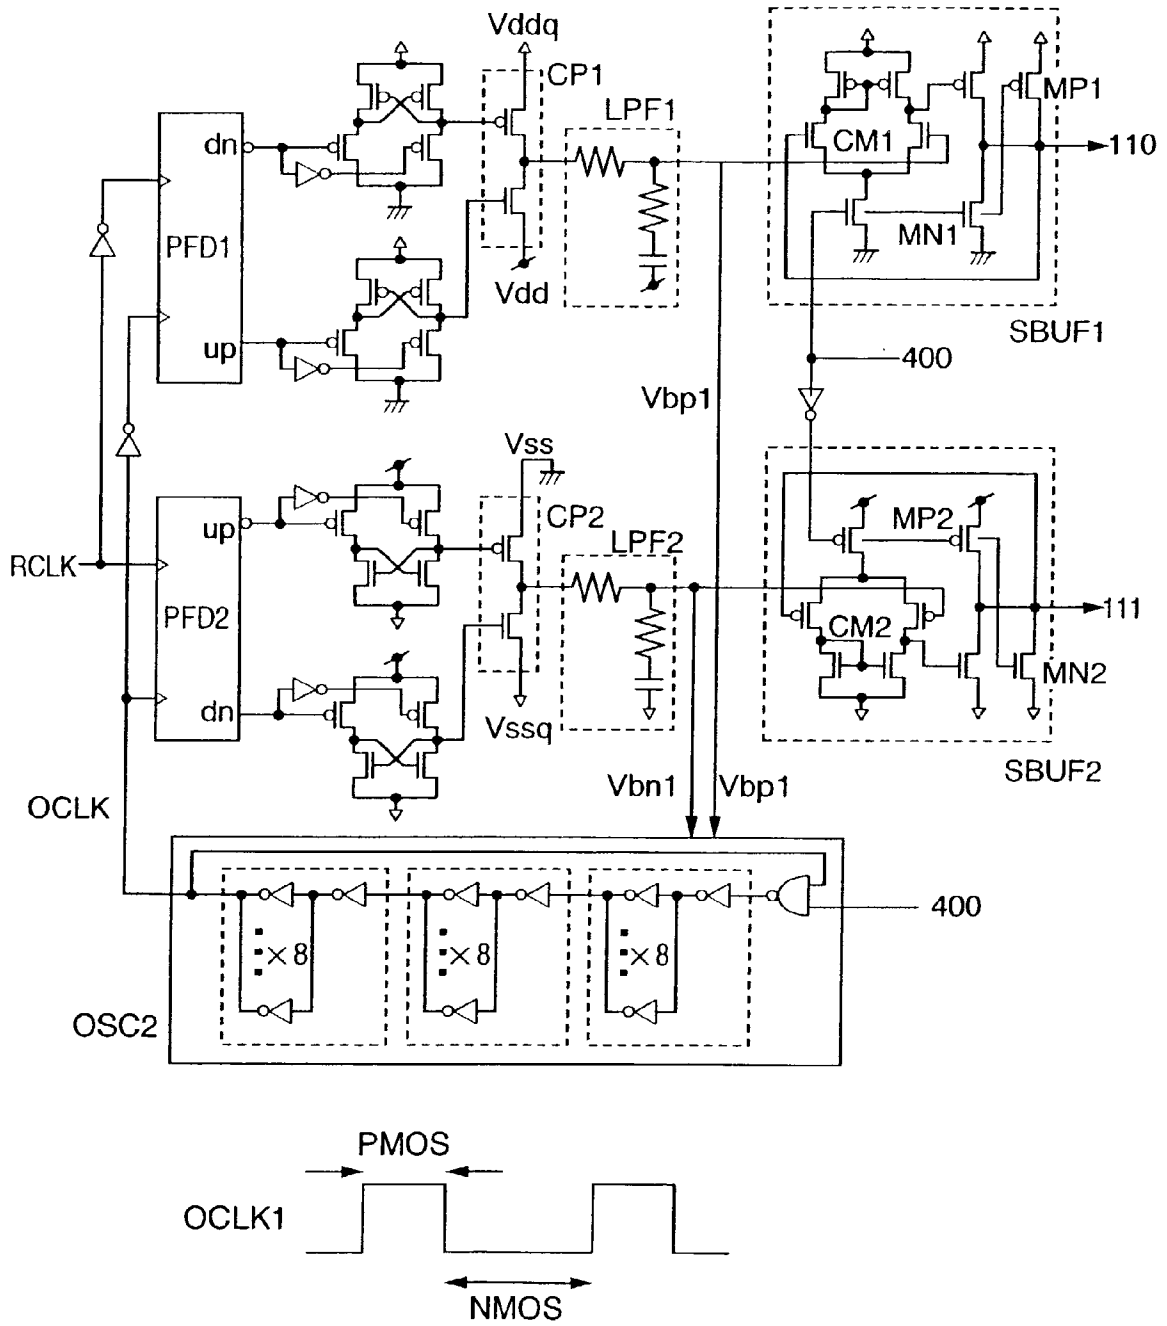 Vddq
CP1
LPF1
MP1
dn
CM1
110
PFD1
MN1
Vdd
up
SBUF1
400
Vbp1
Vss
up
CP2
MP2
RCLK
LPF2
PFD2
CM2
111
dn
Vssq
MN2
SBUF2
OCLK
Vbn1
Vbp1
400
×8
×8
×8
OSC2
PMOS
OCLK1
NMOS